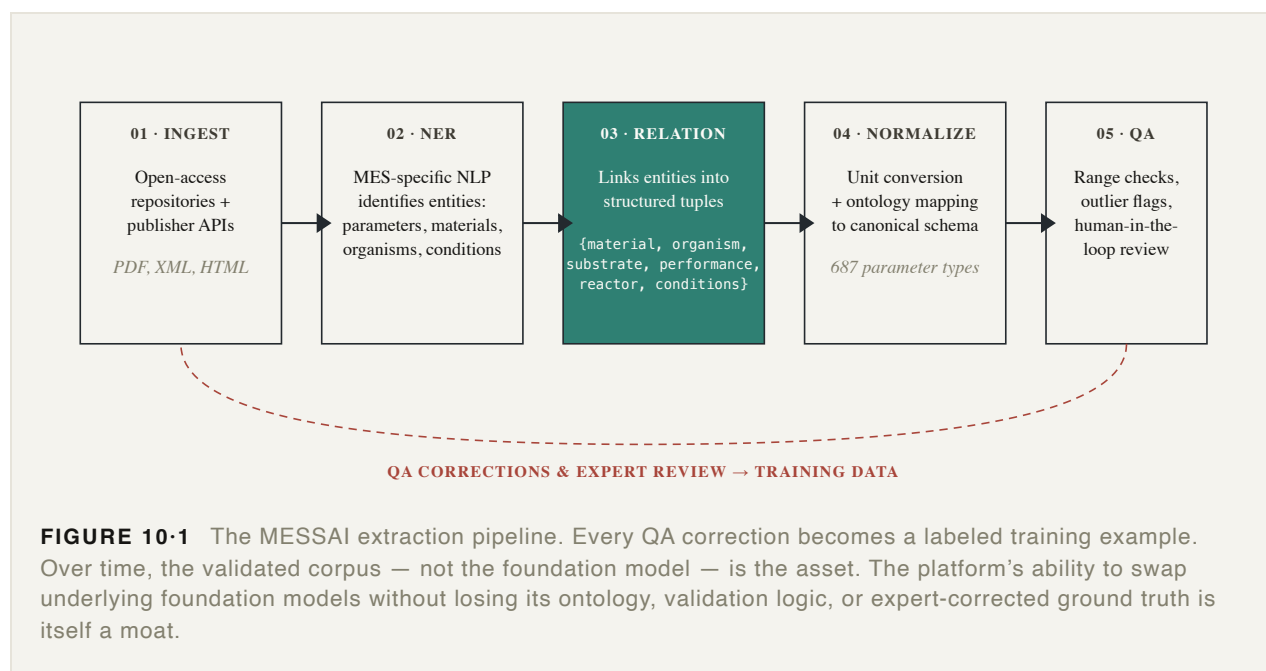 01 · INGEST
Open-access
repositories +
publisher APIs
PDF, XML, HTML
02 · NER
MES-specific NLP
identifies entities:
parameters, materials,
organisms, conditions
03 · RELATION
Links entities into
structured tuples
{material, organism,
substrate, performance,
reactor, conditions}
04 · NORMALIZE
Unit conversion
+ ontology mapping
to canonical schema
687 parameter types
05 · QA
Range checks,
outlier flags,
human-in-the-
loop review
QA CORRECTIONS & EXPERT REVIEW → TRAINING DATA
FIGURE 10·1 The MESSAI extraction pipeline. Every QA correction becomes a labeled training example.
Over time, the validated corpus — not the foundation model — is the asset. The platform’s ability to swap
underlying foundation models without losing its ontology, validation logic, or expert-corrected ground truth is
itself a moat.